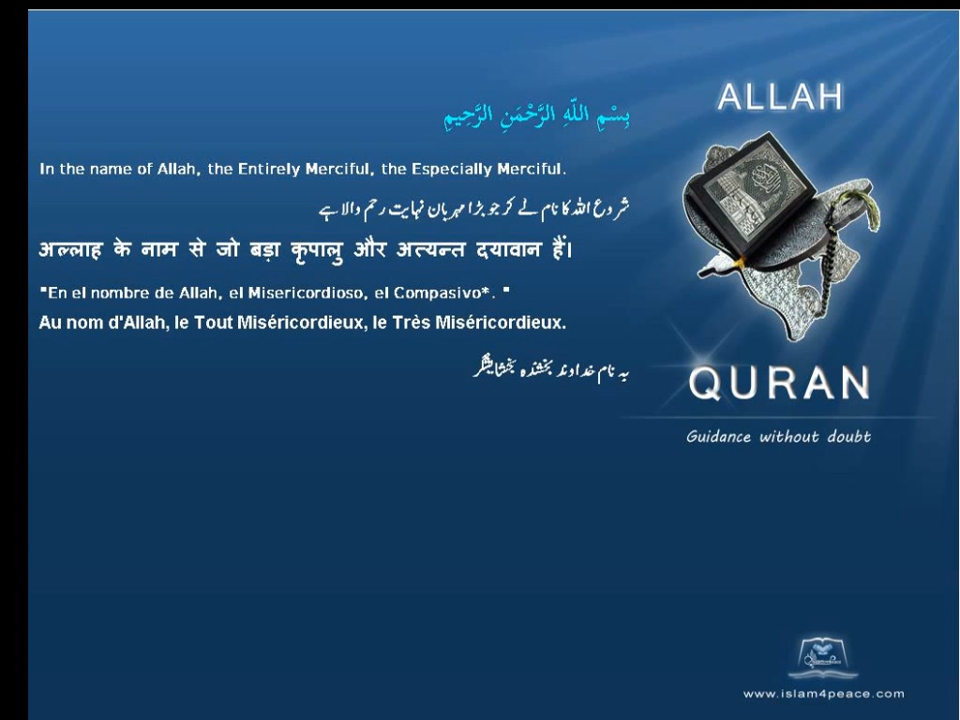 بِسْمِ اللّهِ الرَّحْمَنِ الرَّحِيمِ
In the name of Allah, the Entirely Merciful, the Especially Merciful.
شروع الله کا نام لے کر جو بڑا مہربان نہایت رحم والا ہے
अल्लाह के नाम से जो बड़ा कृपालु और अत्यन्त दयावान हैं।
"En el nombre de Allah, el Misericordioso, el Compasivo*. "
Au nom d'Allah, le Tout Miséricordieux, le Très Miséricordieux.
به نام خداوند بخشنده بخشایشگر
ALLAH
QURAN
Guidance without doubt
www.islam4peace.com